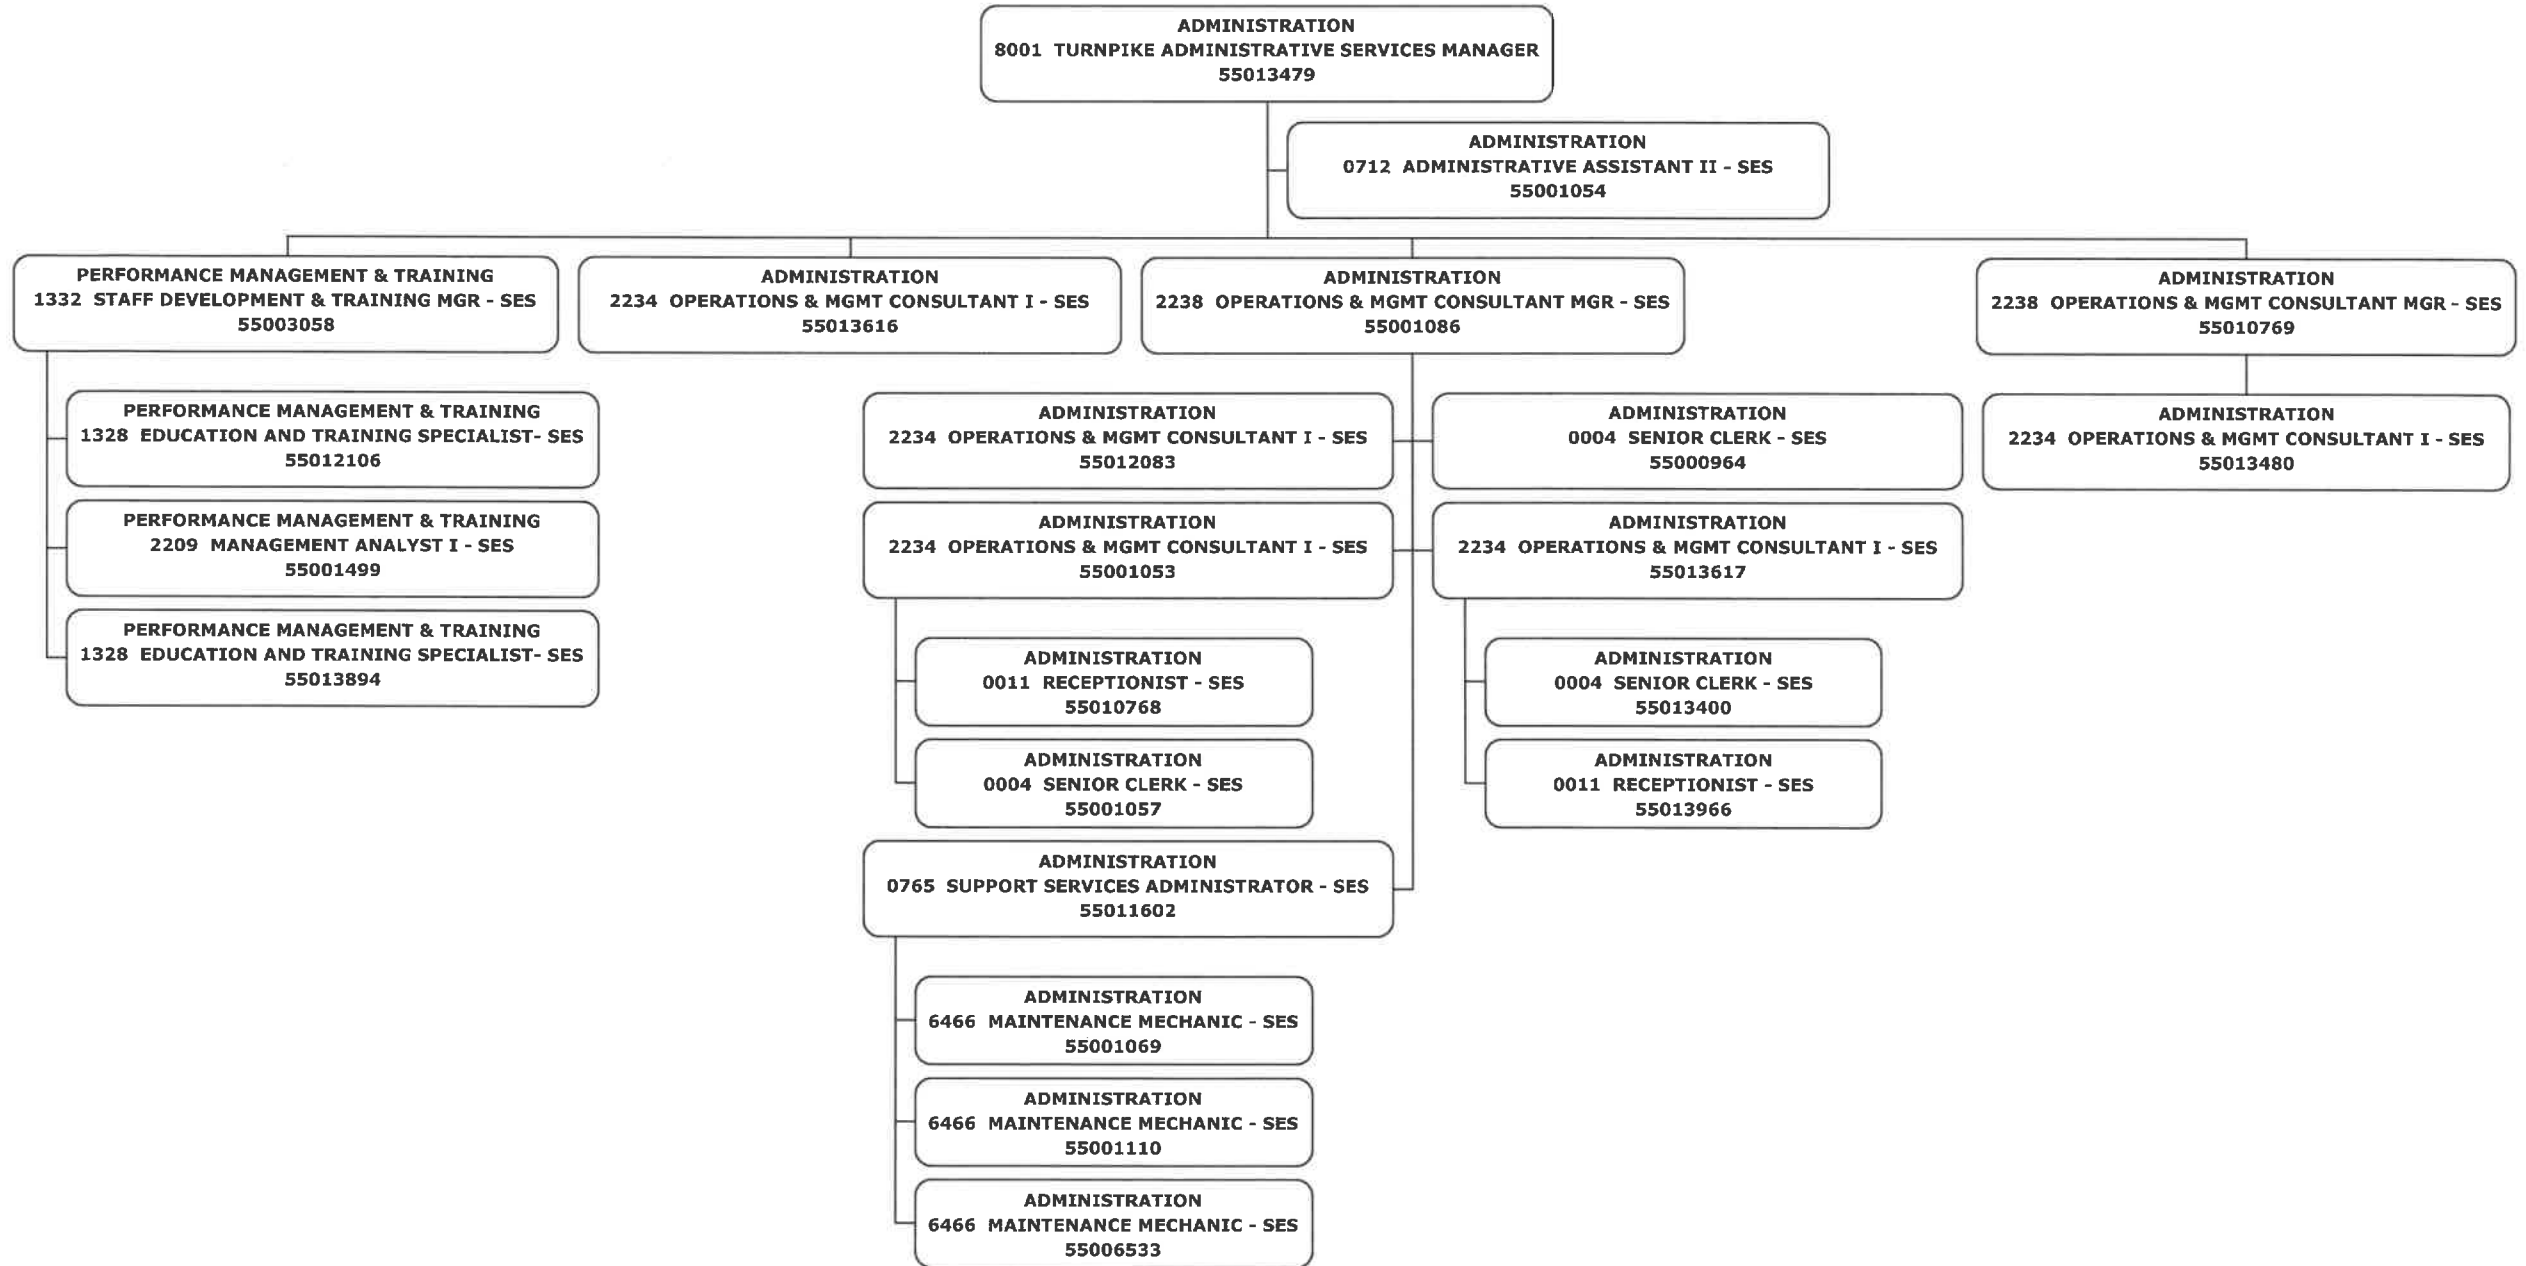 ADMINISTRATION
8001 TURNPIKE ADMINISTRATIVE SERVICES MANAGER
55013479
ADMINISTRATION
0712 ADMINISTRATIVE ASSISTANT II - SES
55001054
PERFORMANCE MANAGEMENT & TRAINING
1332 STAFF DEVELOPMENT & TRAINING MGR - SES
55003058
ADMINISTRATION
2234 OPERATIONS & MGMT CONSULTANT I - SES
55013616
ADMINISTRATION
2238 OPERATIONS & MGMT CONSULTANT MGR - SES
55001086
ADMINISTRATION
2238 OPERATIONS & MGMT CONSULTANT MGR - SES
55010769
PERFORMANCE MANAGEMENT & TRAINING
1328 EDUCATION AND TRAINING SPECIALIST- SES
55012106
PERFORMANCE MANAGEMENT & TRAINING
2209 MANAGEMENT ANALYST I - SES
55001499
PERFORMANCE MANAGEMENT & TRAINING
1328 EDUCATION AND TRAINING SPECIALIST- SES
55013894
ADMINISTRATION
2234 OPERATIONS & MGMT CONSULTANT I - SES
55012083
ADMINISTRATION
0004 SENIOR CLERK - SES
55000964
ADMINISTRATION
2234 OPERATIONS & MGMT CONSULTANT I - SES
55001053
ADMINISTRATION
2234 OPERATIONS & MGMT CONSULTANT I - SES
55013617
ADMINISTRATION
0011 RECEPTIONIST - SES
55010768
ADMINISTRATION
0004 SENIOR CLERK - SES
55001057
ADMINISTRATION
0004 SENIOR CLERK - SES
55013400
ADMINISTRATION
0011 RECEPTIONIST - SES
55013966
ADMINISTRATION
0765 SUPPORT SERVICES ADMINISTRATOR - SES
55011602
ADMINISTRATION
6466 MAINTENANCE MECHANIC - SES
55001069
ADMINISTRATION
6466 MAINTENANCE MECHANIC - SES
55001110
ADMINISTRATION
6466 MAINTENANCE MECHANIC - SES
55006533
ADMINISTRATION
2234 OPERATIONS & MGMT CONSULTANT I - SES
55013480